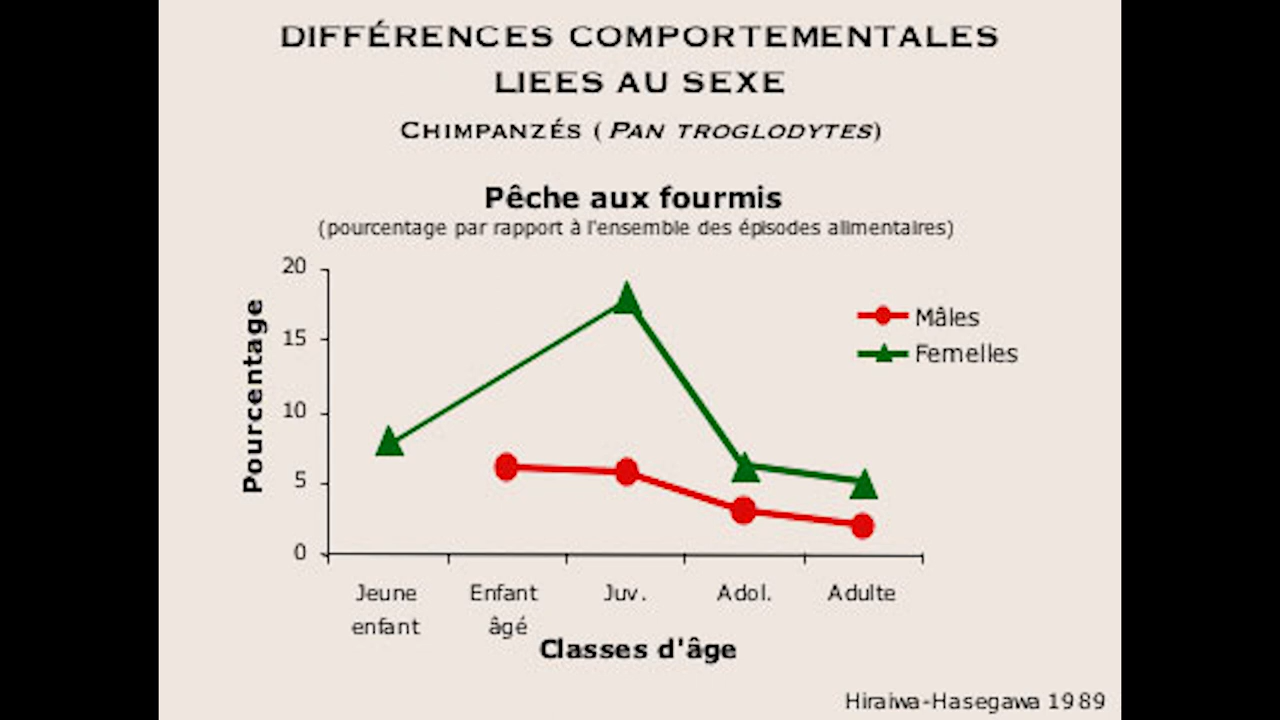 DIFFÉRENCES COMPORTEMENTALES
LIEES AU SEXE
CHIMPANZÉS (PAN TROGLODYTES)
Pêche aux fourmis
(pourcentage par rapport à l'ensemble des épisodes alimentaires)
20
15
10
5
0
Pourcentage
Mâles
Femelles
Jeune enfant
Enfant âgé
Juv.
Adol.
Adulte
Classes d'âge
Hiraiwa-Hasegawa 1989